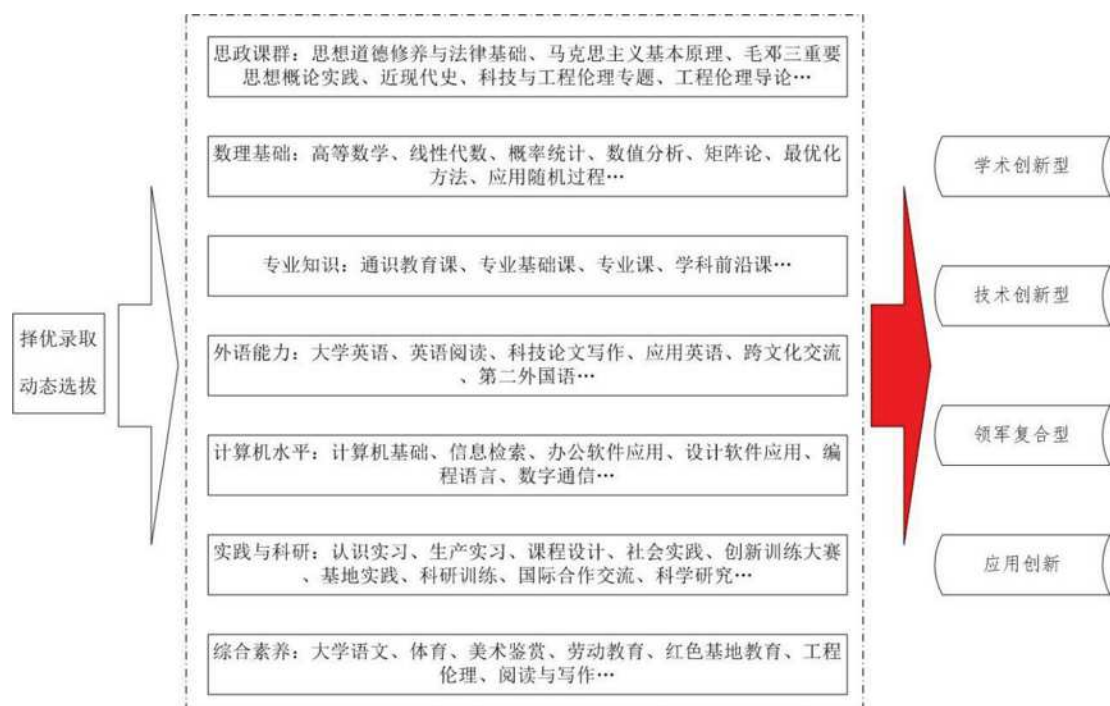 思政课群：思想道德修养与法律基础、马克思主义基本原理、毛邓三重要
思想概论实践、近现代史、科技与工程伦理专题、工程伦理导论…
数理基础：高等数学、线性代数、概率统计、数值分析、矩阵论、最优化
方法、应用随机过程…
专业知识：通识教育课、专业基础课、专业课、学科前沿课…
外语能力：大学英语、英语阅读、科技论文写作、应用英语、跨文化交流
、第二外国语…
计算机水平：计算机基础、信息检索、办公软件应用、设计软件应用、编
程语言、数字通信…
实践与科研：认识实习、生产实习、课程设计、社会实践、创新训练大赛
、基地实践、科研训练、国际合作交流、科学研究…
综合素养：大学语文、体育、美术鉴赏、劳动教育、红色基地教育、工程
伦理、阅读与写作…
择优录取
动态选拔
学术创新型
技术创新型
领军复合型
应用创新